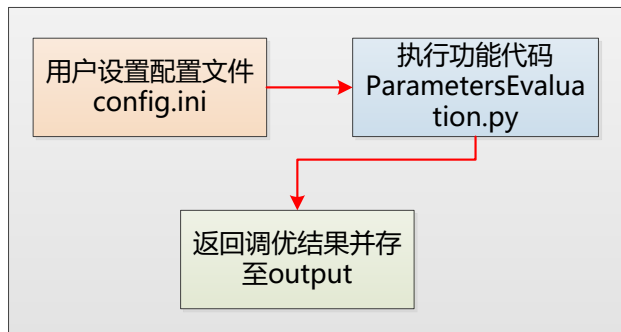 用户设置配置文件
config.ini
执行功能代码
ParametersEvalua
tion.py
返回调优结果并存
至output